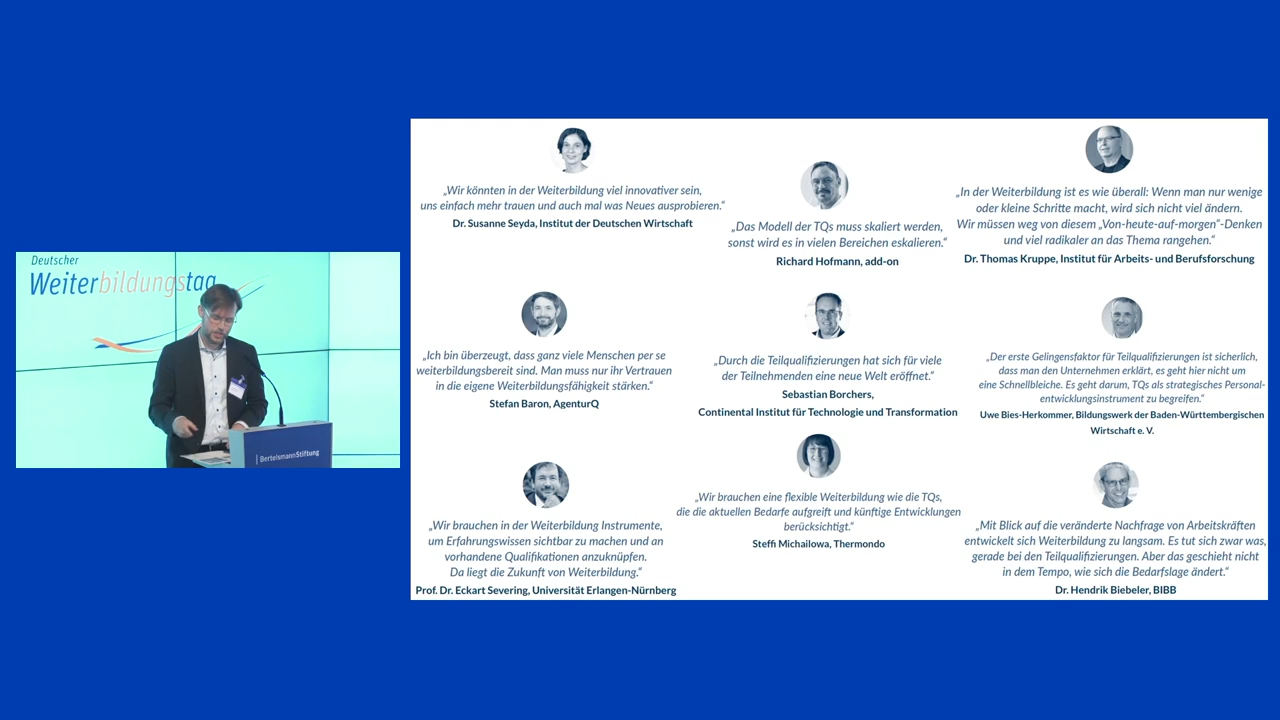 Deutscher
Weiterbildungstag
BertelsmannStiftung
„Wir könnten in der Weiterbildung viel innovativer sein,
uns einfach mehr trauen und auch mal was Neues ausprobieren.“
Dr. Susanne Seyda, Institut der Deutschen Wirtschaft
„Das Modell der TQs muss skaliert werden,
sonst wird es in vielen Bereichen eskalieren.“
Richard Hofmann, add-on
„In der Weiterbildung ist es wie überall: Wenn man nur wenige
oder kleine Schritte macht, wird sich nicht viel ändern.
Wir müssen weg von diesem „Von-heute-auf-morgen“-Denken
und viel radikaler an das Thema rangehen.“
Dr. Thomas Kruppe, Institut für Arbeits- und Berufsforschung
„Ich bin überzeugt, dass ganz viele Menschen per se
weiterbildungsbereit sind. Man muss nur ihr Vertrauen
in die eigene Weiterbildungsfähigkeit stärken.“
Stefan Baron, AgenturQ
„Durch die Teilqualifizierungen hat sich für viele
der Teilnehmenden eine neue Welt eröffnet.“
Sebastian Borchers,
Continental Institut für Technologie und Transformation
„Der erste Gelingensfaktor für Teilqualifizierungen ist sicherlich,
dass man den Unternehmen erklärt, es geht hier nicht um
eine Schnellbleiche. Es geht darum, TQs als strategisches Personal-
entwicklungsinstrument zu begreifen.“
Uwe Bies-Herkommer, Bildungswerk der Baden-Württembergischen
Wirtschaft e. V.
„Wir brauchen in der Weiterbildung Instrumente,
um Erfahrungswissen sichtbar zu machen und an
vorhandene Qualifikationen anzuknüpfen.
Da liegt die Zukunft von Weiterbildung.“
Prof. Dr. Eckart Severing, Universität Erlangen-Nürnberg
„Wir brauchen eine flexible Weiterbildung wie die TQs,
die die aktuellen Bedarfe aufgreift und künftige Entwicklungen
berücksichtigt.“
Steffi Michailowa, Thermondo
„Mit Blick auf die veränderte Nachfrage von Arbeitskräften
entwickelt sich Weiterbildung zu langsam. Es tut sich zwar was,
gerade bei den Teilqualifizierungen. Aber das geschieht nicht
in dem Tempo, wie sich die Bedarfslage ändert.“
Dr. Hendrik Biebeler, BIBB